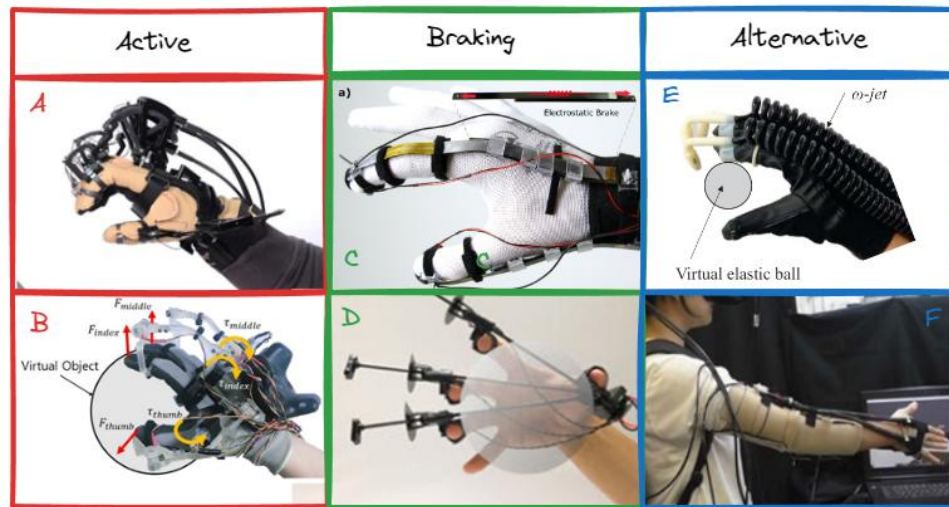 Active
Braking
Alternative
A
a)
Electrostatic Brake
C
C
E
ω-jet
Virtual elastic ball
B
F_middle
F_index
τ_middle
Virtual Object
τ_index
τ_thumb
F_thumb
D
F